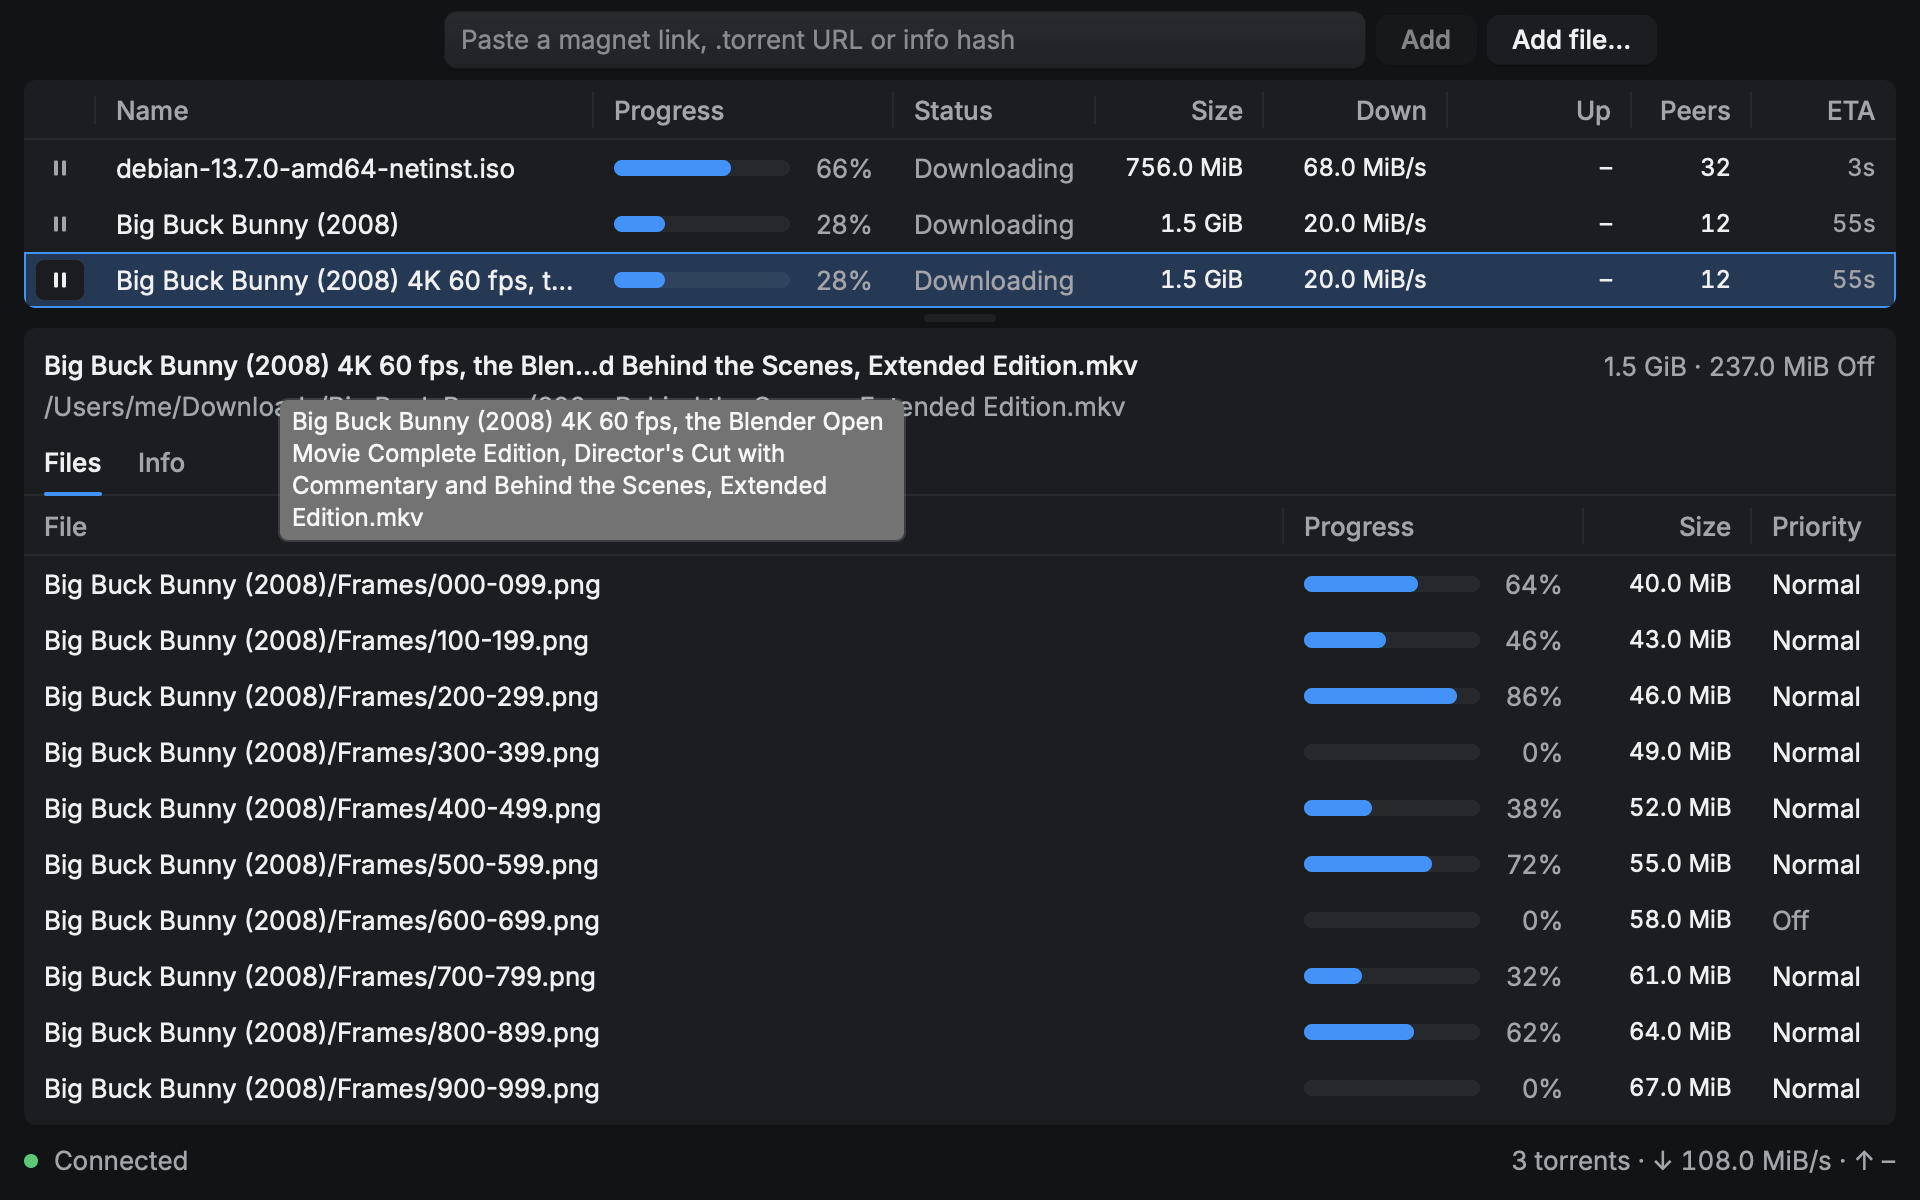 Paste a magnet link, .torrent URL or info hash Add Add file...
Name Progress Status Size Down Up Peers ETA
debian-13.7.0-amd64-netinst.iso 66% Downloading 756.0 MiB 68.0 MiB/s – 32 3s
Big Buck Bunny (2008) 28% Downloading 1.5 GiB 20.0 MiB/s – 12 55s
Big Buck Bunny (2008) 4K 60 fps, t... 28% Downloading 1.5 GiB 20.0 MiB/s – 12 55s
Big Buck Bunny (2008) 4K 60 fps, the Blen...d Behind the Scenes, Extended Edition.mkv 1.5 GiB · 237.0 MiB Off
/Users/me/Downloa Extended Edition.mkv
Big Buck Bunny (2008) 4K 60 fps, the Blender Open
Movie Complete Edition, Director's Cut with
Commentary and Behind the Scenes, Extended
Edition.mkv
Files Info
File Progress Size Priority
Big Buck Bunny (2008)/Frames/000-099.png 64% 40.0 MiB Normal
Big Buck Bunny (2008)/Frames/100-199.png 46% 43.0 MiB Normal
Big Buck Bunny (2008)/Frames/200-299.png 86% 46.0 MiB Normal
Big Buck Bunny (2008)/Frames/300-399.png 0% 49.0 MiB Normal
Big Buck Bunny (2008)/Frames/400-499.png 38% 52.0 MiB Normal
Big Buck Bunny (2008)/Frames/500-599.png 72% 55.0 MiB Normal
Big Buck Bunny (2008)/Frames/600-699.png 0% 58.0 MiB Off
Big Buck Bunny (2008)/Frames/700-799.png 32% 61.0 MiB Normal
Big Buck Bunny (2008)/Frames/800-899.png 62% 64.0 MiB Normal
Big Buck Bunny (2008)/Frames/900-999.png 0% 67.0 MiB Normal
Connected 3 torrents · ↓ 108.0 MiB/s · ↑ –